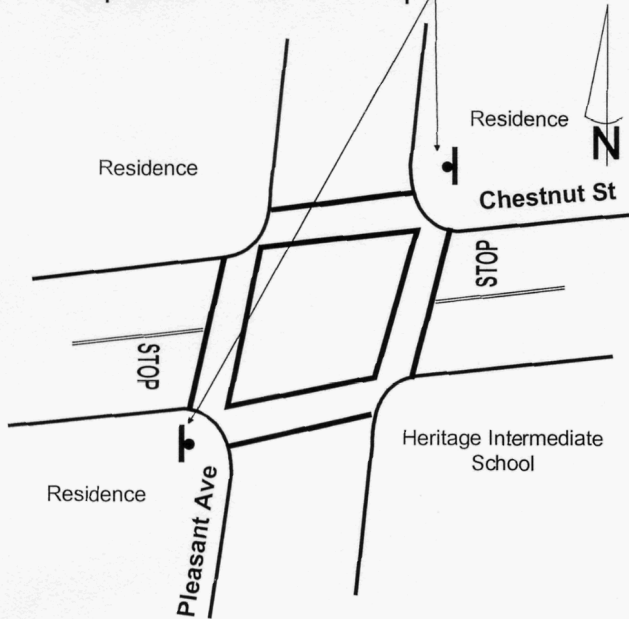 Residence
N
Residence
Chestnut St
STOP
STOP
Heritage Intermediate
School
Residence
Pleasant Ave